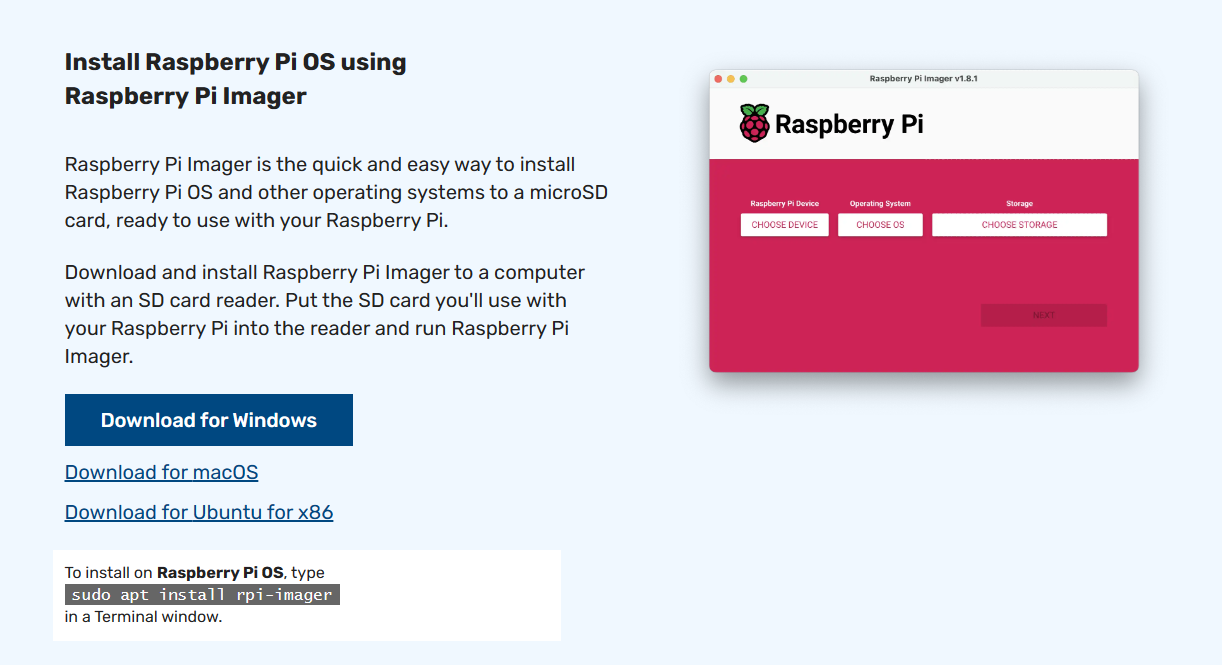 Install Raspberry Pi OS using
Raspberry Pi Imager
Raspberry Pi Imager is the quick and easy way to install
Raspberry Pi OS and other operating systems to a microSD
card, ready to use with your Raspberry Pi.
Download and install Raspberry Pi Imager to a computer
with an SD card reader. Put the SD card you'll use with
your Raspberry Pi into the reader and run Raspberry Pi
Imager.
Download for Windows
Download for macOS
Download for Ubuntu for x86
To install on Raspberry Pi OS, type
sudo apt install rpi-imager
in a Terminal window.
Raspberry Pi Imager v1.8.1
Raspberry Pi
Raspberry Pi Device
Operating System
Storage
CHOOSE DEVICE
CHOOSE OS
CHOOSE STORAGE
NEXT